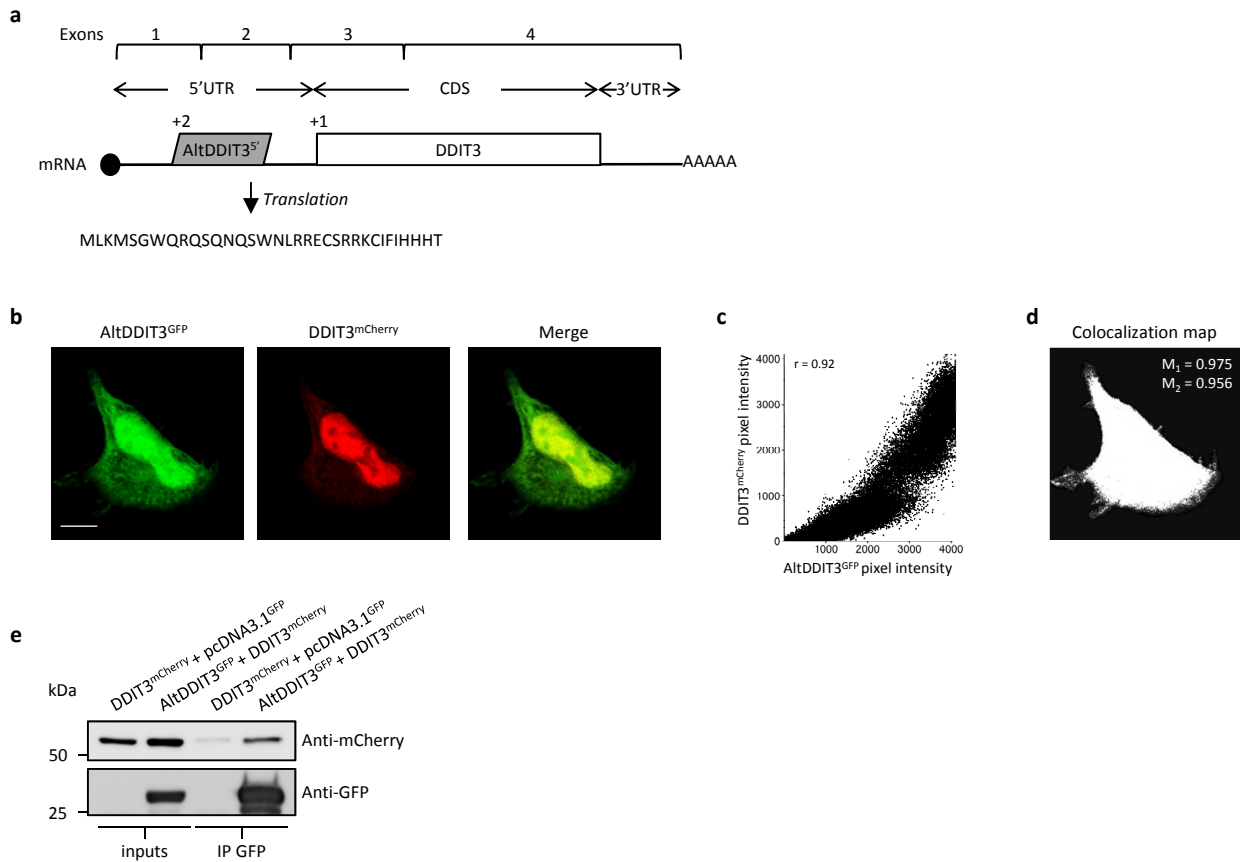 a
Exons 1 2 3 4
5'UTR CDS 3'UTR
+2 +1
mRNA AltDDIT3^5' DDIT3 AAAAA
Translation
MLKMSGWQRQSQNQSWNLRRECSRRKCIFIHHHT
b
AltDDIT3^GFP DDIT3^mCherry Merge
c
r = 0.92
DDIT3^mCherry pixel intensity
4000
3000
2000
1000
0
1000 2000 3000 4000
AltDDIT3^GFP pixel intensity
d
Colocalization map
M1 = 0.975
M2 = 0.956
e
DDIT3^mCherry + pcDNA3.1^GFP
AltDDIT3^GFP + DDIT3^mCherry
DDIT3^mCherry + pcDNA3.1^GFP
AltDDIT3^GFP + DDIT3^mCherry
kDa
50 Anti-mCherry
25 Anti-GFP
inputs IP GFP